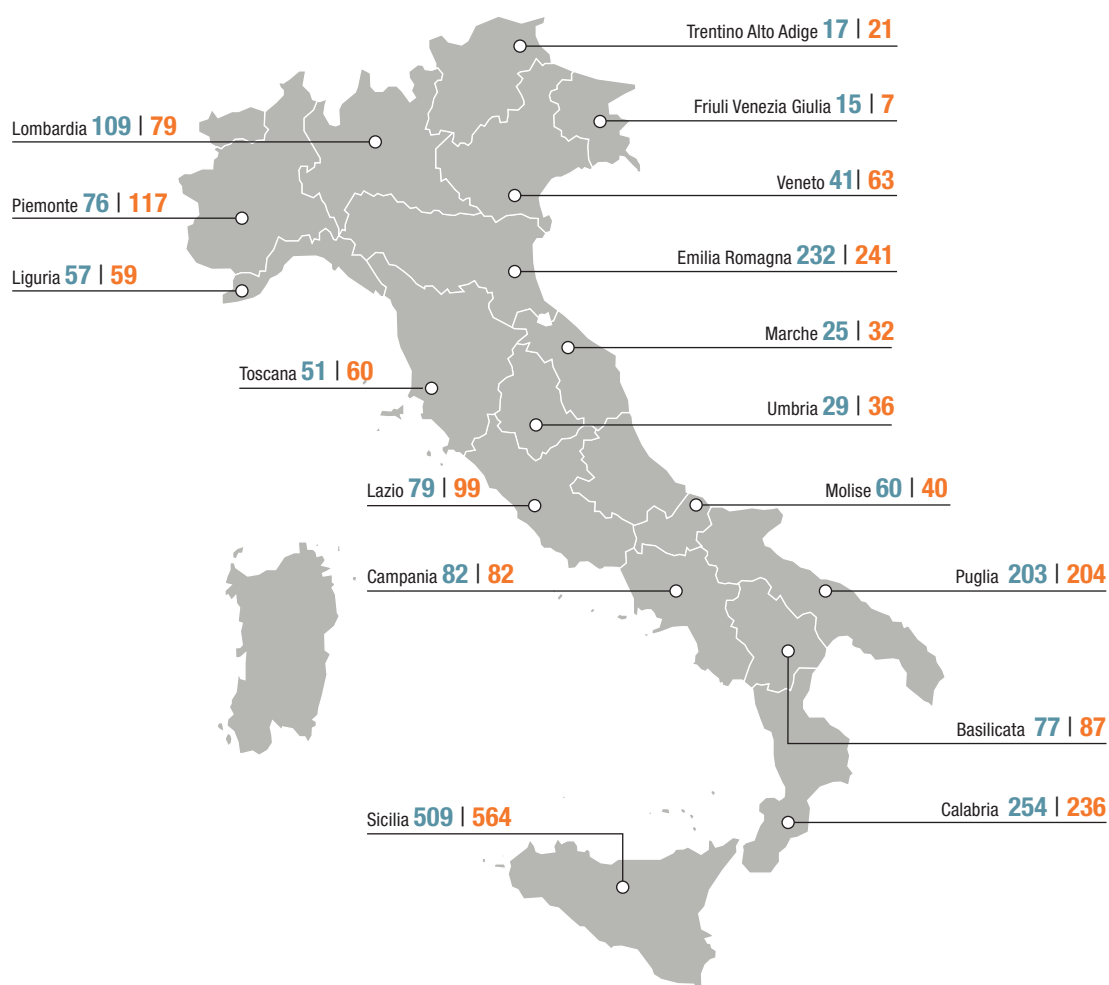 Trentino Alto Adige 17 | 21
Friuli Venezia Giulia 15 | 7
Lombardia 109 | 79
Veneto 41| 63
Piemonte 76 | 117
Emilia Romagna 232 | 241
Liguria 57 | 59
Marche 25 | 32
Toscana 51 | 60
Umbria 29 | 36
Lazio 79 | 99
Molise 60 | 40
Campania 82 | 82
Puglia 203 | 204
Basilicata 77 | 87
Sicilia 509 | 564
Calabria 254 | 236